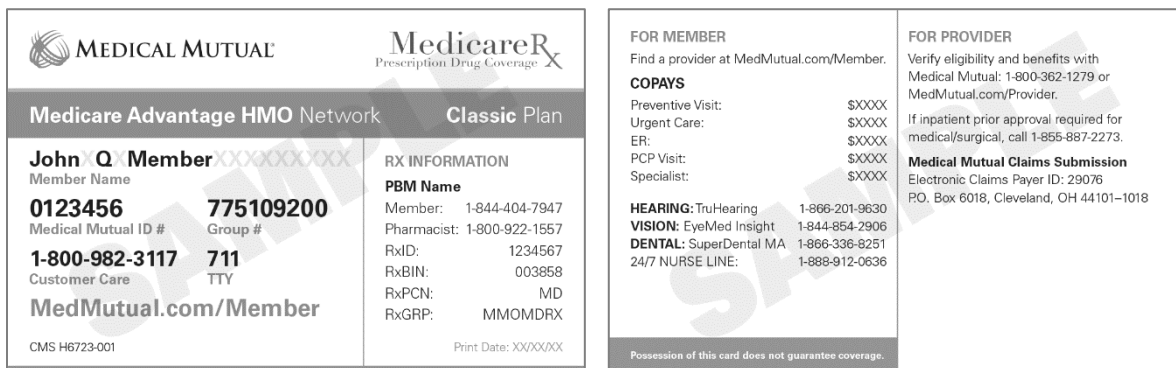 MEDICAL MUTUAL®
MedicareRx
Prescription Drug Coverage
Medicare Advantage HMO Network
Classic Plan
John X Q X Member XXXXXXXXX
Member Name
0123456 775109200
Medical Mutual ID # Group #
1-800-982-3117 711
Customer Care TTY
MedMutual.com/Member
CMS H6723-001
RX INFORMATION
PBM Name
Member: 1-844-404-7947
Pharmacist: 1-800-922-1557
RxID: 1234567
RxBIN: 003858
RxPCN: MD
RxGRP: MMOMDRX
Print Date: XX/XX/XX
SAMPLE
FOR MEMBER
Find a provider at MedMutual.com/Member.
COPAYS
Preventive Visit: $XXXX
Urgent Care: $XXXX
ER: $XXXX
PCP Visit: $XXXX
Specialist: $XXXX
HEARING: TruHearing 1-866-201-9630
VISION: EyeMed Insight 1-844-854-2906
DENTAL: SuperDental MA 1-866-336-8251
24/7 NURSE LINE: 1-888-912-0636
Possession of this card does not guarantee coverage.
FOR PROVIDER
Verify eligibility and benefits with
Medical Mutual: 1-800-362-1279 or
MedMutual.com/Provider.
If inpatient prior approval required for
medical/surgical, call 1-855-887-2273.
Medical Mutual Claims Submission
Electronic Claims Payer ID: 29076
P.O. Box 6018, Cleveland, OH 44101–1018
SAMPLE